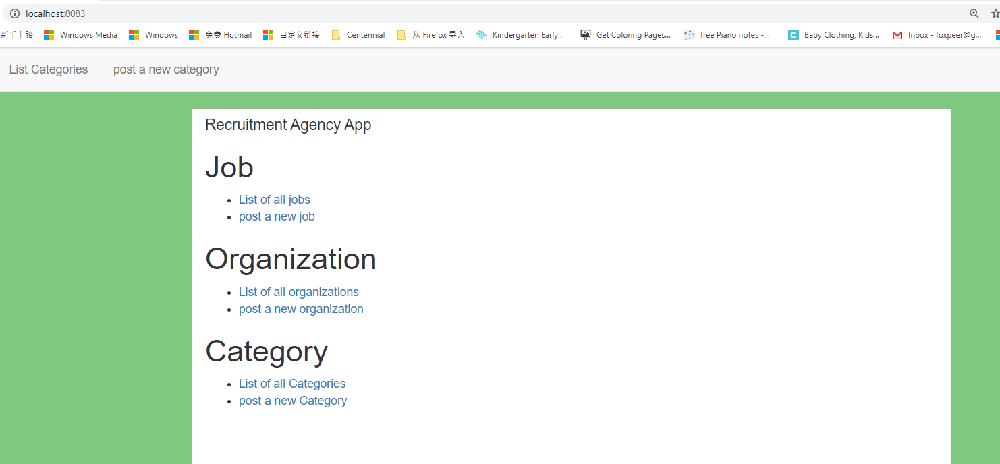 localhost:8083
新手上路 Windows Media Windows 免费 Hotmail 自定义链接 Centennial 从 Firefox 导入 Kindergarten Early... Get Coloring Pages... free Piano notes -... Baby Clothing, Kids... Inbox - foxpeer@g...
List Categories post a new category
Recruitment Agency App
Job
List of all jobs
post a new job
Organization
List of all organizations
post a new organization
Category
List of all Categories
post a new Category